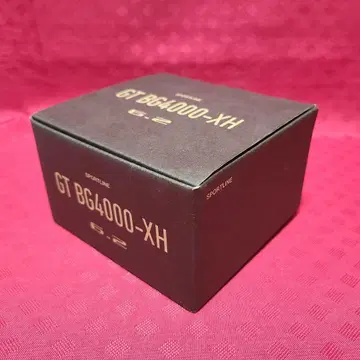 SPORTLINE
GT BG4000-XH
6.2
SPORTLINE
GT BG4000-XH
6.2
SPORTLINE